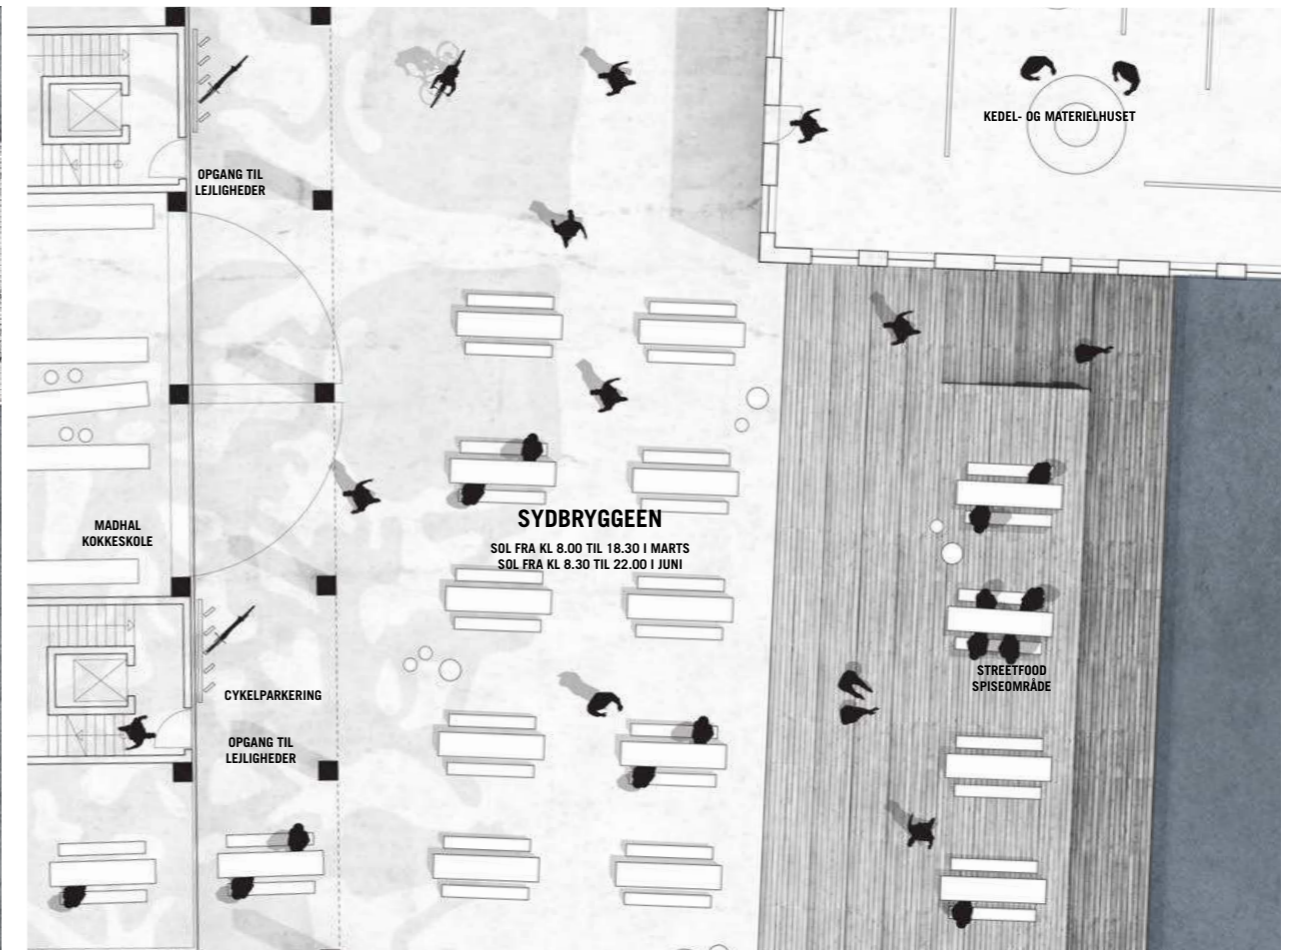 KEDEL- OG MATERIELHUSET
OPGANG TIL
LEJLIGHEDER
MADHAL
KOKKESKOLE
SYDBRYGGEEN
SOL FRA KL 8.00 TIL 18.30 I MARTS
SOL FRA KL 8.30 TIL 22.00 I JUNI
STREETFOOD
SPISEOMRÅDE
CYKELPARKERING
OPGANG TIL
LEJLIGHEDER